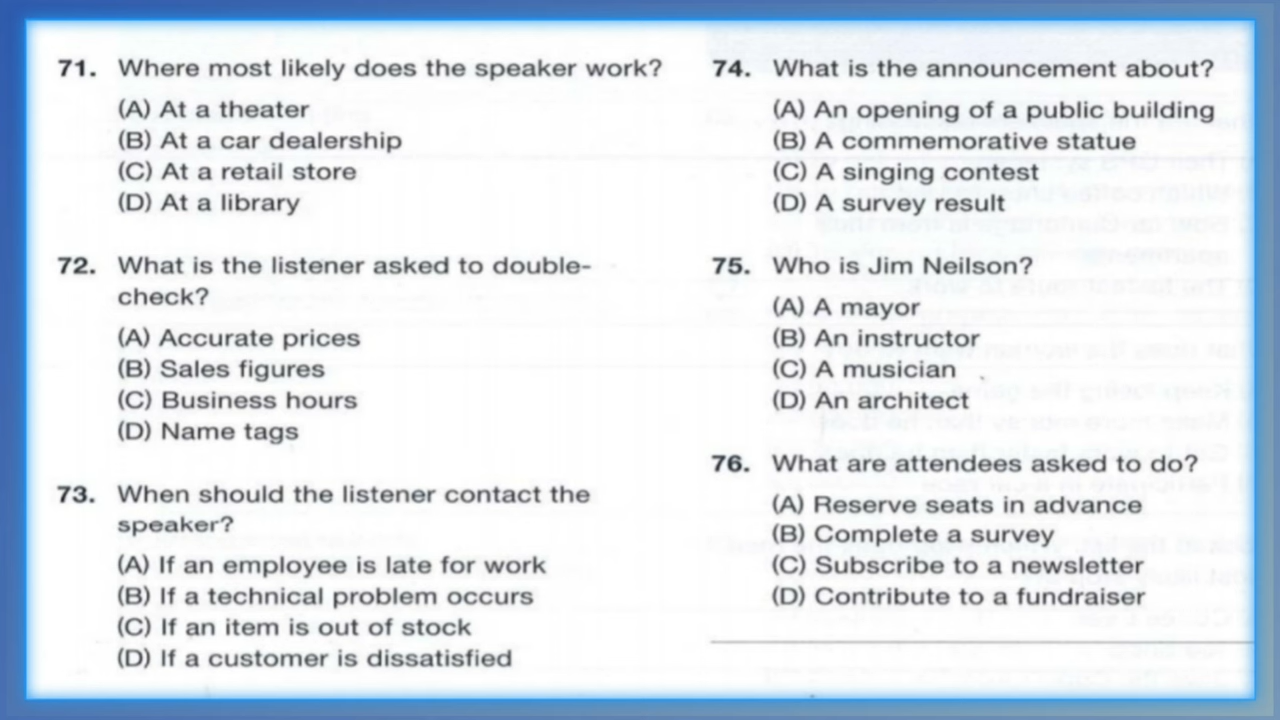 71. Where most likely does the speaker work?
(A) At a theater
(B) At a car dealership
(C) At a retail store
(D) At a library
72. What is the listener asked to double-
check?
(A) Accurate prices
(B) Sales figures
(C) Business hours
(D) Name tags
73. When should the listener contact the
speaker?
(A) If an employee is late for work
(B) If a technical problem occurs
(C) If an item is out of stock
(D) If a customer is dissatisfied
74. What is the announcement about?
(A) An opening of a public building
(B) A commemorative statue
(C) A singing contest
(D) A survey result
75. Who is Jim Neilson?
(A) A mayor
(B) An instructor
(C) A musician
(D) An architect
76. What are attendees asked to do?
(A) Reserve seats in advance
(B) Complete a survey
(C) Subscribe to a newsletter
(D) Contribute to a fundraiser